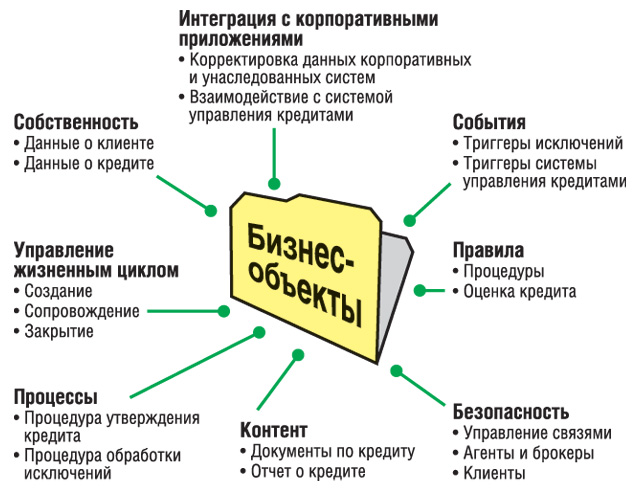 Интеграция с корпоративными
приложениями
• Корректировка данных корпоративных
и унаследованных систем
• Взаимодействие с системой
управления кредитами
Собственность
• Данные о клиенте
• Данные о кредите
События
• Триггеры исключений
• Триггеры системы
управления кредитами
Бизнес-
объекты
Управление
жизненным циклом
• Создание
• Сопровождение
• Закрытие
Правила
• Процедуры
• Оценка кредита
Процессы
• Процедура утверждения
кредита
• Процедура обработки
исключений
Контент
• Документы по кредиту
• Отчет о кредите
Безопасность
• Управление связями
• Агенты и брокеры
• Клиенты